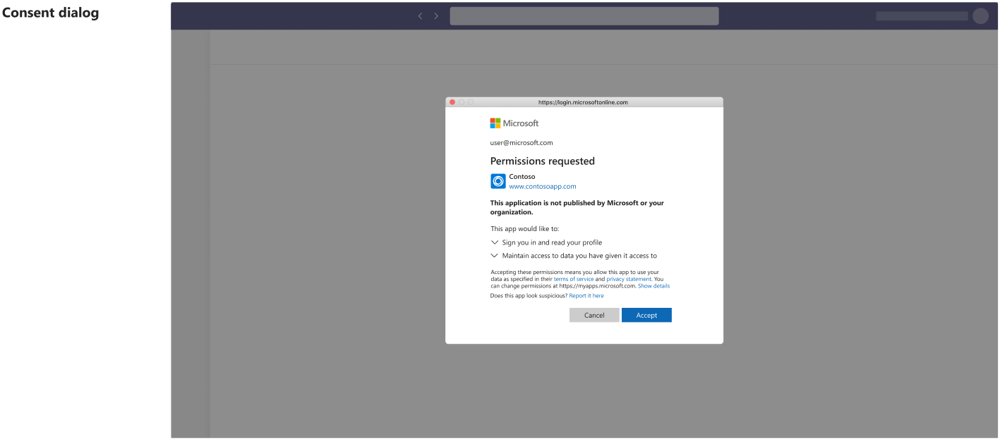 Consent dialog
https://login.microsoftonline.com
Microsoft
user@microsoft.com
Permissions requested
Contoso
www.contosoapp.com
This application is not published by Microsoft or your
organization.
This app would like to:
Sign you in and read your profile
Maintain access to data you have given it access to
Accepting these permissions means you allow this app to use your
data as specified in their terms of service and privacy statement. You
can change permissions at https://myapps.microsoft.com. Show details
Does this app look suspicious? Report it here
Cancel
Accept